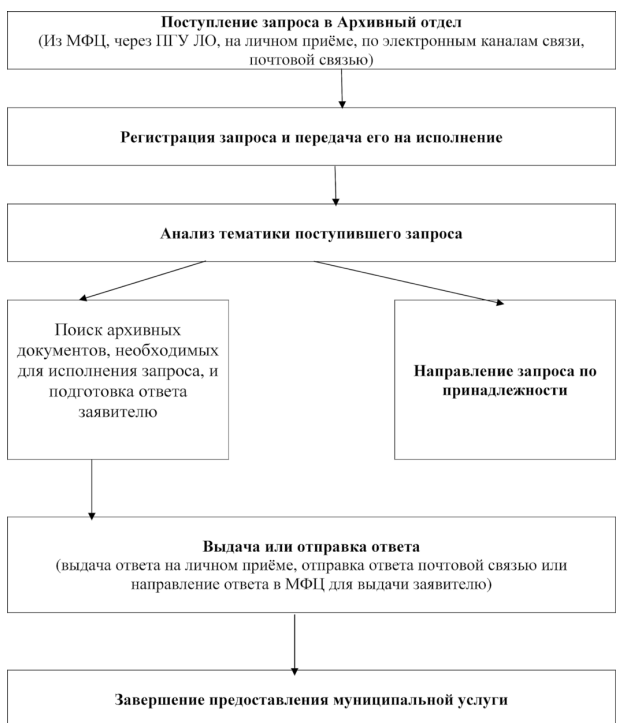 Поступление запроса в Архивный отдел
(Из МФЦ, через ПГУ ЛО, на личном приёме, по электронным каналам связи,
почтовой связью)
Регистрация запроса и передача его на исполнение
Анализ тематики поступившего запроса
Поиск архивных
документов, необходимых
для исполнения запроса, и
подготовка ответа
заявителю
Направление запроса по
принадлежности
Выдача или отправка ответа
(выдача ответа на личном приёме, отправка ответа почтовой связью или
направление ответа в МФЦ для выдачи заявителю)
Завершение предоставления муниципальной услуги